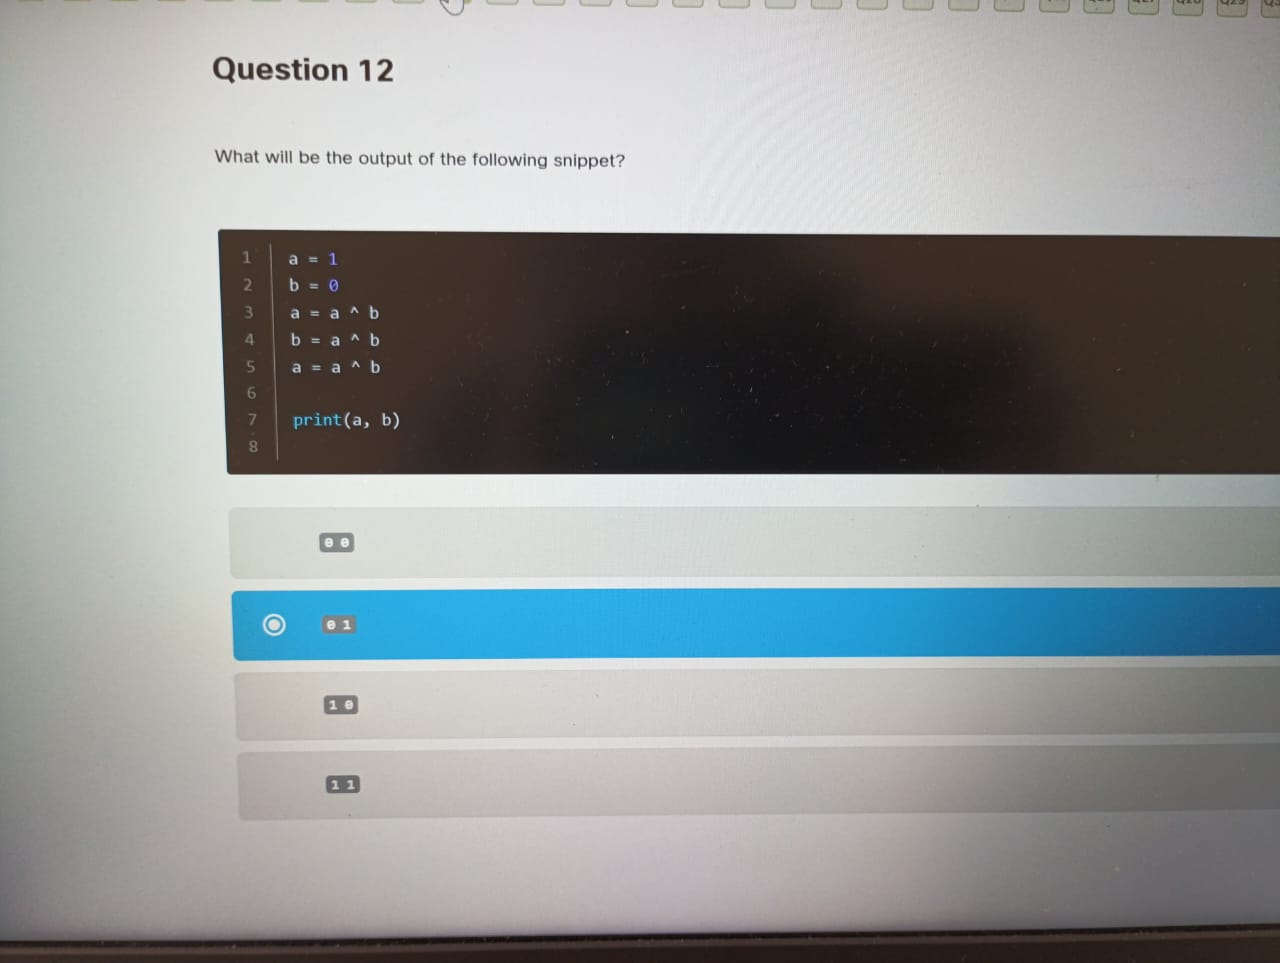 Question 12
What will be the output of the following snippet?
1 a = 1
2 b = 0
3 a = a ^ b
4 b = a ^ b
5 a = a ^ b
6
7 print(a, b)
8
0 0
0 1
1 0
1 1